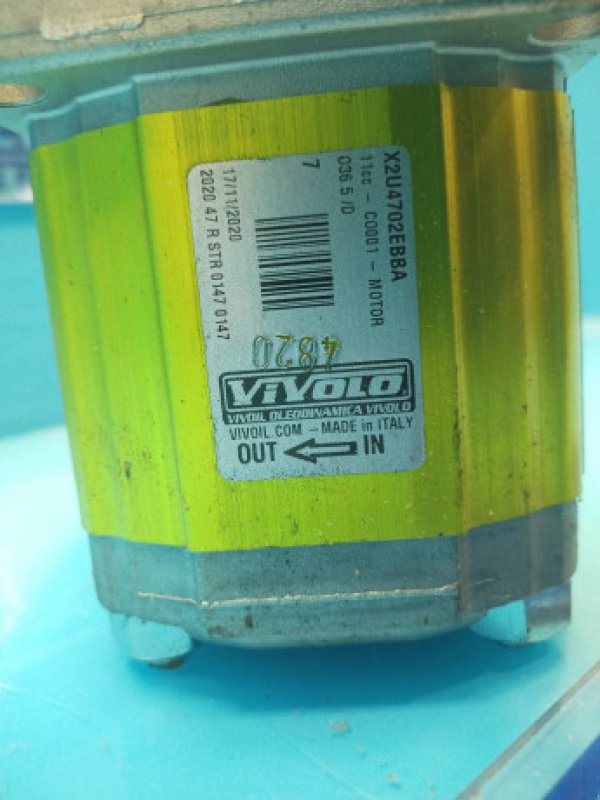 X2U4702EBBA
11cc - C0001 - MOTOR
036.5 /D
7
17/11/2020
2020 47 R STR 0147 0147
4820
ViVOLO
VIVOIL OLEODINAMICA VIVOLO
VIVOIL.COM - MADE in ITALY
OUT IN